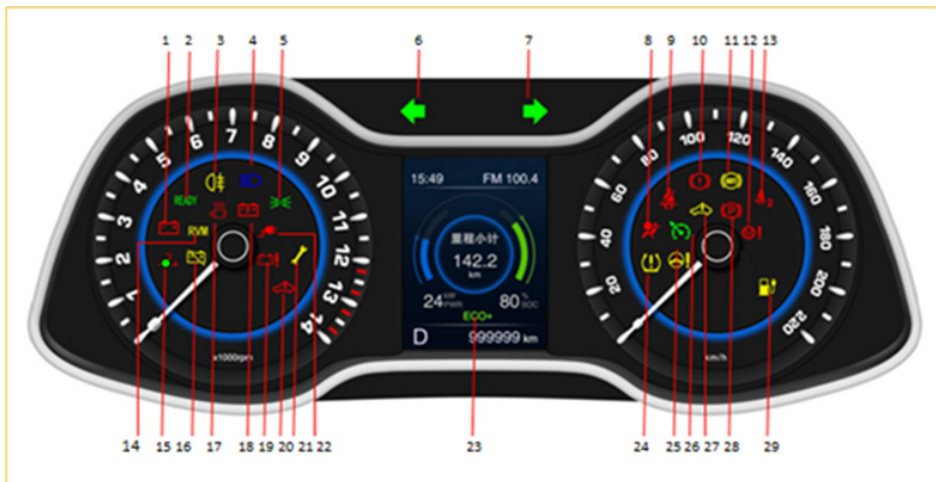 1 2 3 4 5 6 7 8 9 10 11 12 13
1 2 3 4 5 6 7 8 9 10 11 12 13 14
READY
RVM
x1000rpm
15:49 FM 100.4
里程小计
142.2
km
24 kW PWR 80 % SOC
ECO+
D 999999 km
20 40 60 80 100 120 140 160 180 200 220
ABS
P
2
km/h
14 15 16 17 18 19 20 21 22 23 24 25 26 27 28 29